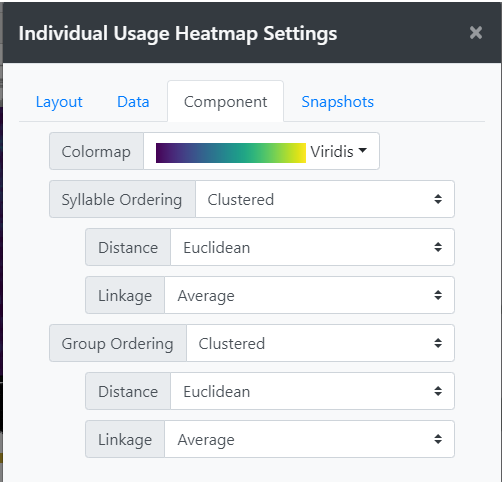 Individual Usage Heatmap Settings ×
Layout Data Component Snapshots
Colormap Viridis
Syllable Ordering Clustered
Distance Euclidean
Linkage Average
Group Ordering Clustered
Distance Euclidean
Linkage Average